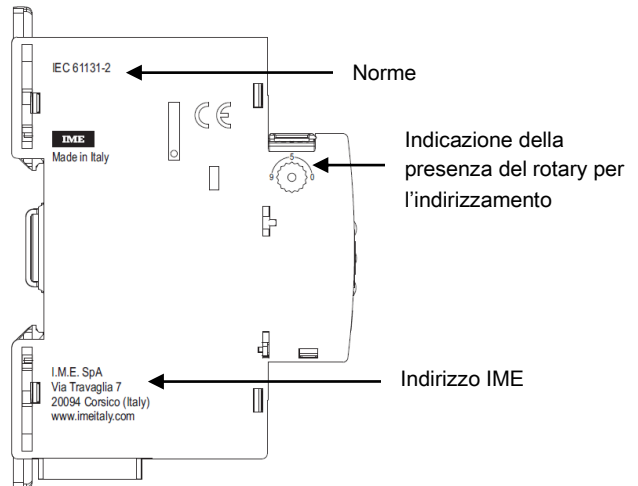 IEC 61131-2
Norme
CE
IME
Made in Italy
Indicazione della
presenza del rotary per
l'indirizzamento
5
9 0
I.M.E. SpA
Via Travaglia 7
20094 Corsico (Italy)
www.imeitaly.com
Indirizzo IME